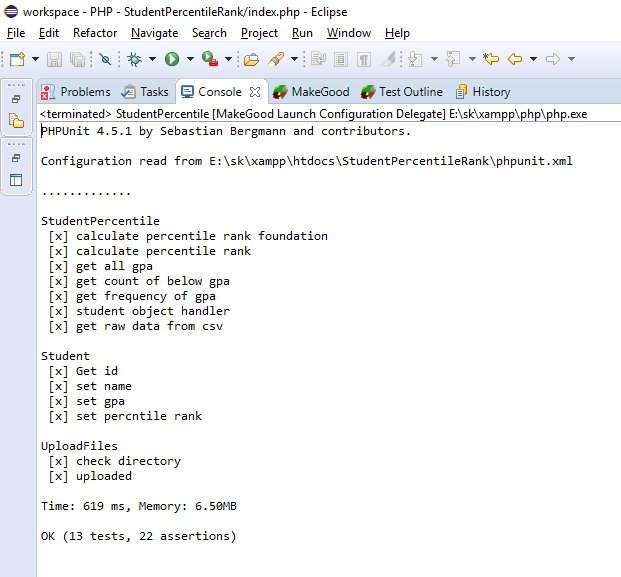 workspace - PHP - StudentPercentileRank/index.php - Eclipse
File Edit Refactor Navigate Search Project Run Window Help
Problems Tasks Console MakeGood Test Outline History
<terminated> StudentPercentile [MakeGood Launch Configuration Delegate] E:\sk\xampp\php\php.exe
PHPUnit 4.5.1 by Sebastian Bergmann and contributors.
Configuration read from E:\sk\xampp\htdocs\StudentPercentileRank\phpunit.xml
.............
StudentPercentile
[x] calculate percentile rank foundation
[x] calculate percentile rank
[x] get all gpa
[x] get count of below gpa
[x] get frequency of gpa
[x] student object handler
[x] get raw data from csv
Student
[x] Get id
[x] set name
[x] set gpa
[x] set percntile rank
UploadFiles
[x] check directory
[x] uploaded
Time: 619 ms, Memory: 6.50MB
OK (13 tests, 22 assertions)